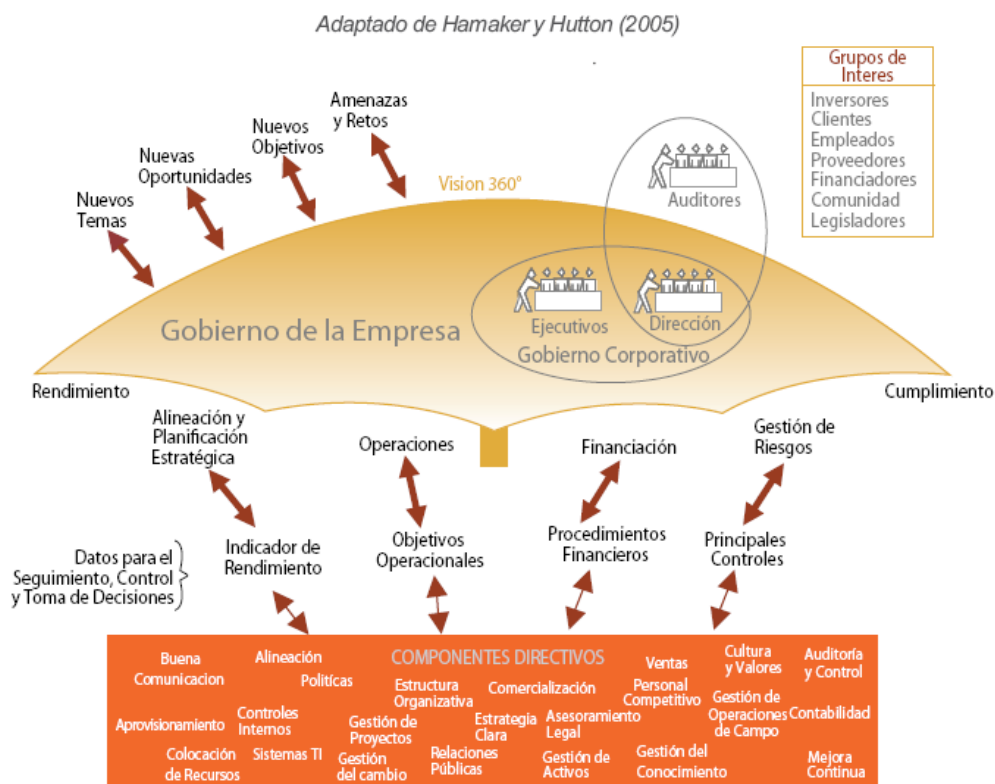 Adaptado de Hamaker y Hutton (2005)
Grupos de
Interes
Inversores
Clientes
Empleados
Proveedores
Financiadores
Comunidad
Legisladores
Amenazas
y Retos
Nuevos
Objetivos
Nuevas
Oportunidades
Nuevos
Temas
Vision 360°
Auditores
Gobierno de la Empresa
Ejecutivos
Dirección
Gobierno Corporativo
Rendimiento
Cumplimiento
Alineación y
Planificación
Estratégica
Operaciones
Financiación
Gestión de
Riesgos
Datos para el
Seguimiento, Control
y Toma de Decisiones
Indicador de
Rendimiento
Objetivos
Operacionales
Procedimientos
Financieros
Principales
Controles
COMPONENTES DIRECTIVOS
Buena
Comunicacion
Alineación
Politícas
Estructura
Organizativa
Comercialización
Ventas
Personal
Competitivo
Cultura
y Valores
Auditoría
y Control
Aprovisionamiento
Controles
Internos
Gestión de
Proyectos
Estrategia
Clara
Asesoramiento
Legal
Gestión de
Operaciones
de Campo
Contabilidad
Colocación
de Recursos
Sistemas TI
Gestión
del cambio
Relaciones
Públicas
Gestión de
Activos
Gestión del
Conocimiento
Mejora
Continua